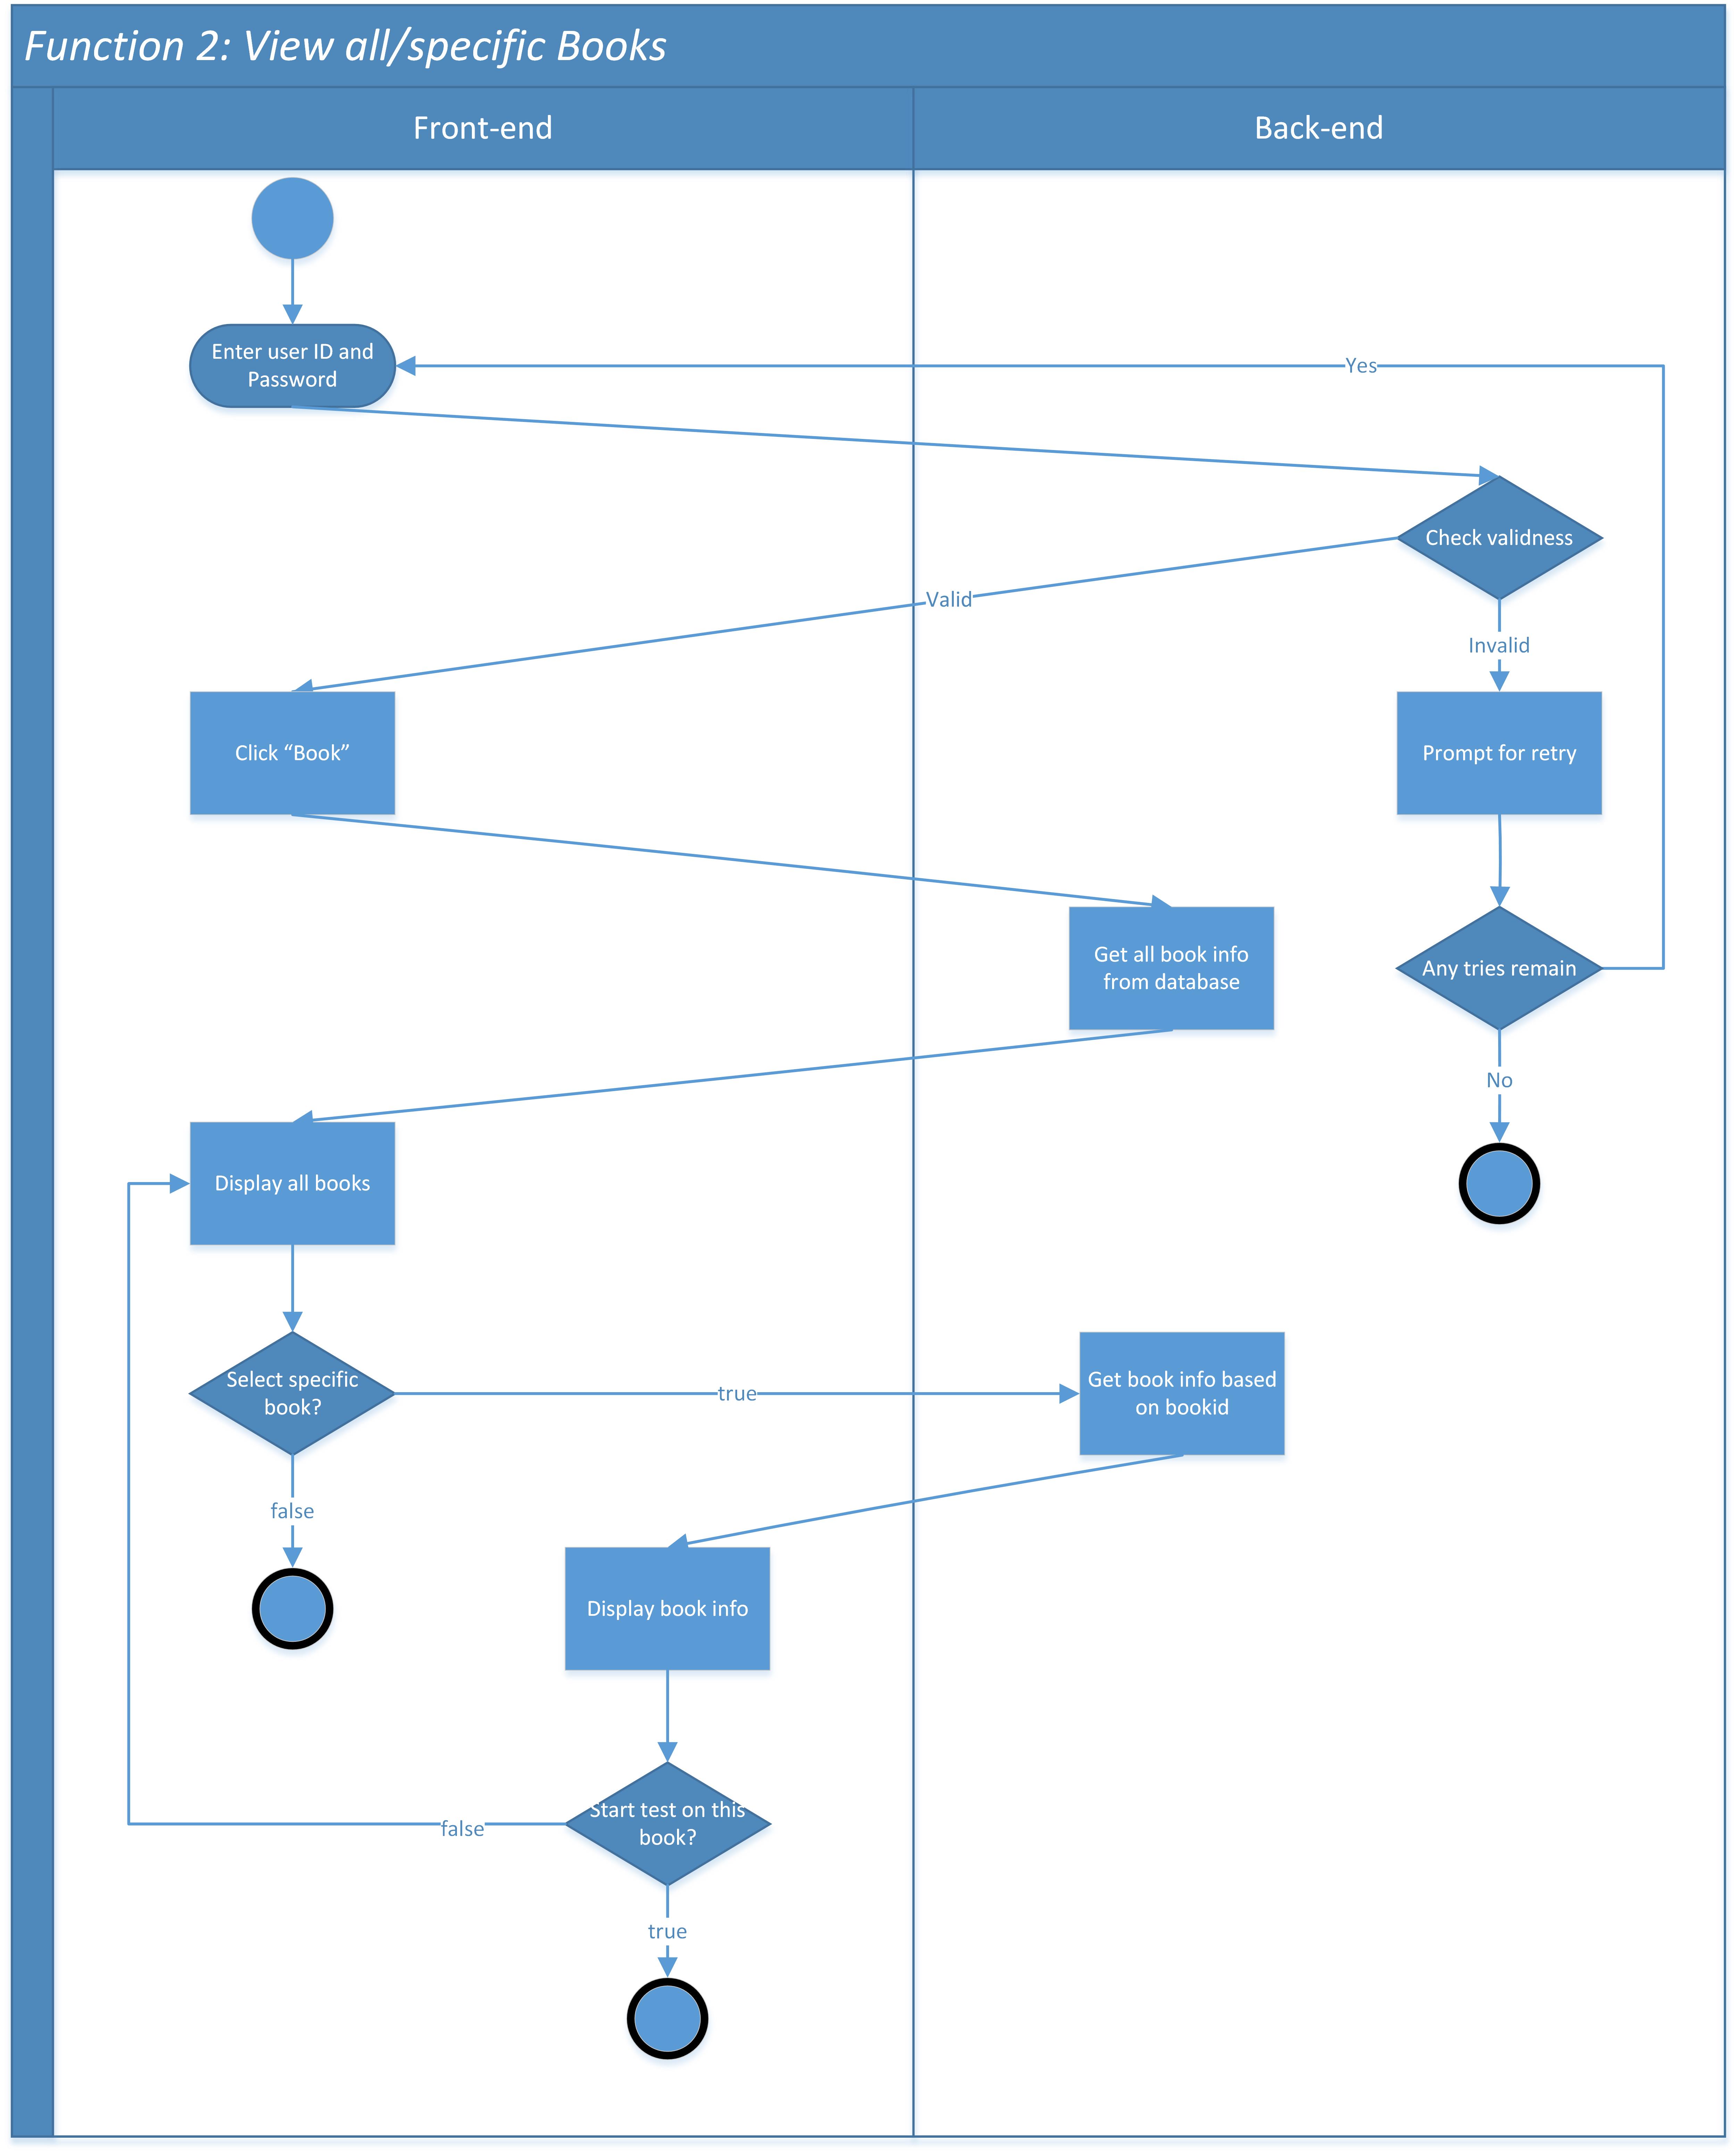 Function 2: View all/specific Books
Front-end
Back-end
Enter user ID and
Password
Yes
Check validness
Valid
Invalid
Click “Book”
Prompt for retry
Get all book info
from database
Any tries remain
No
Display all books
Select specific
book?
true
Get book info based
on bookid
false
Display book info
Start test on this
book?
false
true